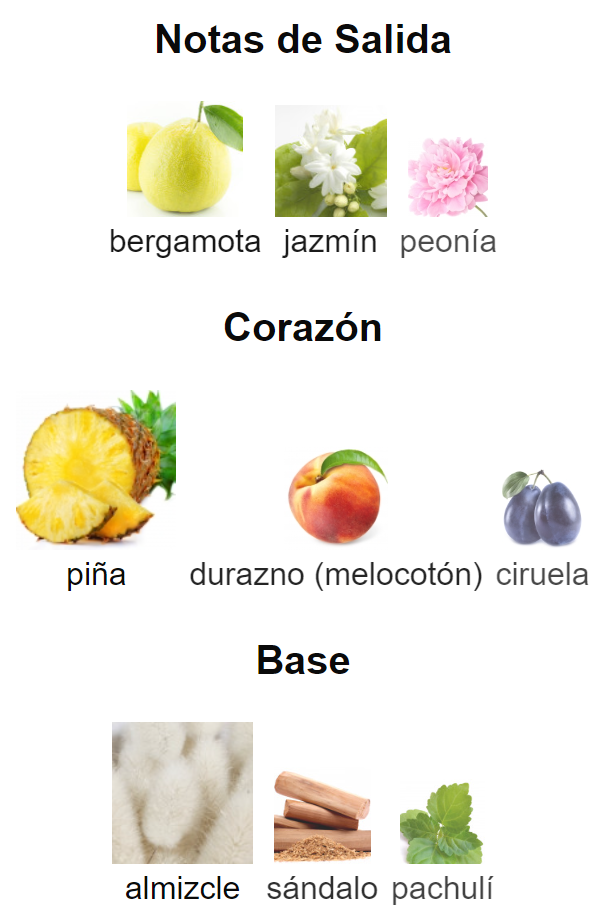 Notas de Salida
bergamota jazmín peonía
Corazón
piña durazno (melocotón) ciruela
Base
almizcle sándalo pachulí